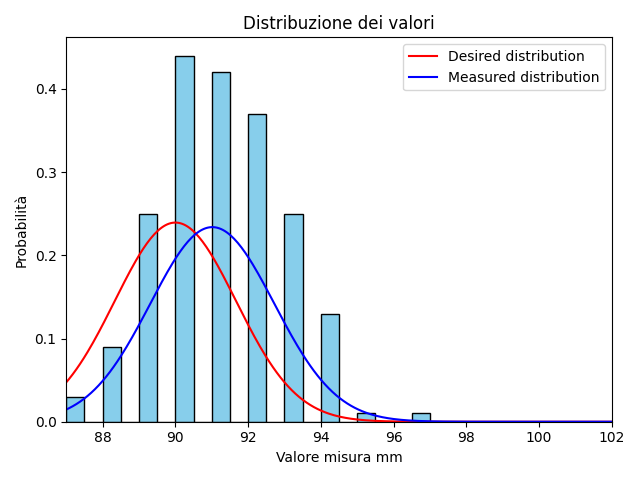 Distribuzione dei valori
Desired distribution
Measured distribution
Probabilità
0.4
0.3
0.2
0.1
0.0
88 90 92 94 96 98 100 102
Valore misura mm